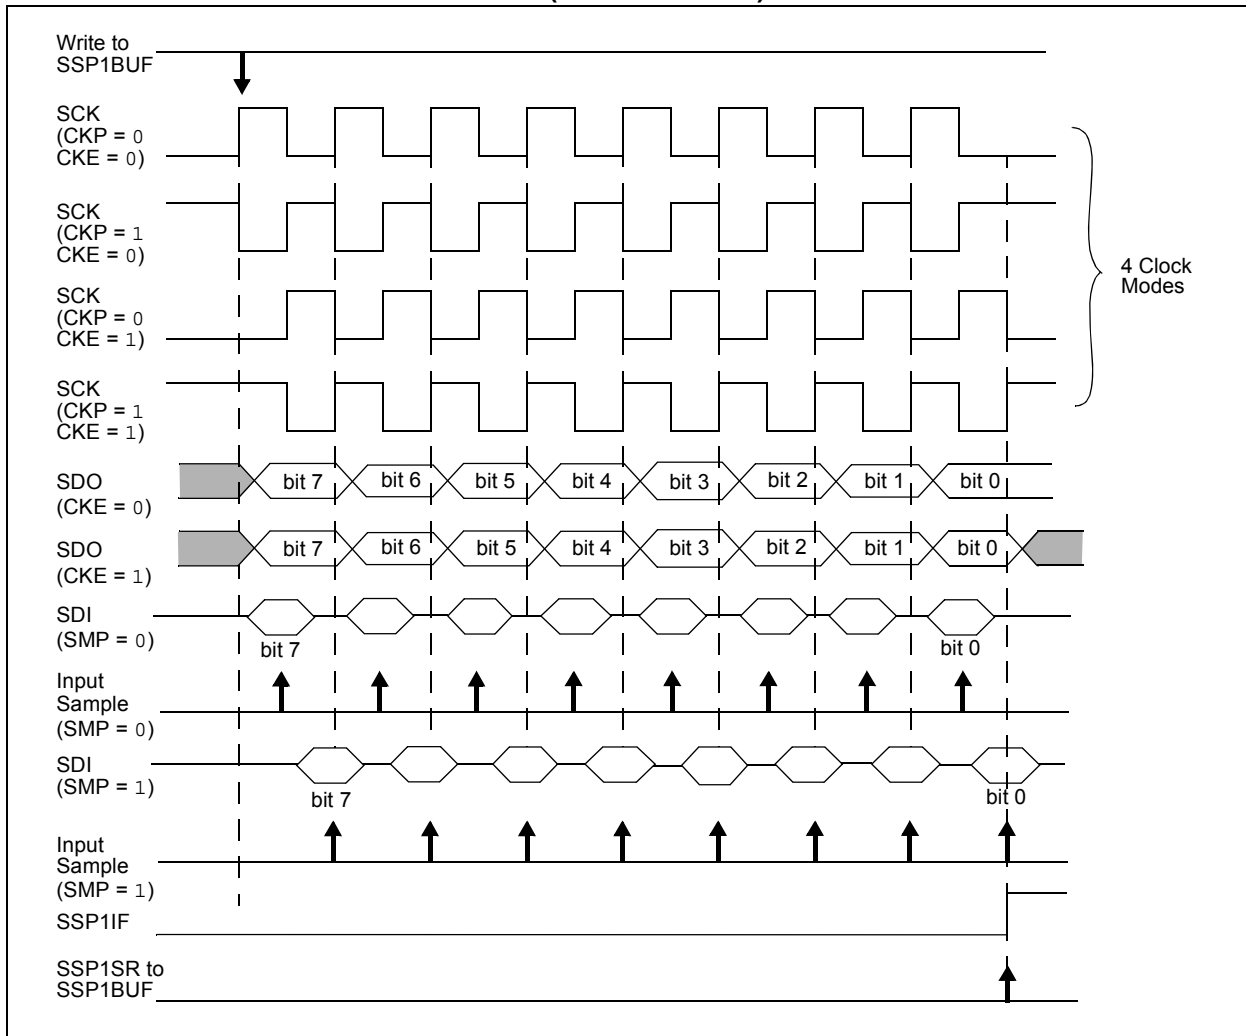 Write to
SSP1BUF
SCK
(CKP = 0
CKE = 0)
SCK
(CKP = 1
CKE = 0)
4 Clock
Modes
SCK
(CKP = 0
CKE = 1)
SCK
(CKP = 1
CKE = 1)
SDO
(CKE = 0)
bit 7 bit 6 bit 5 bit 4 bit 3 bit 2 bit 1 bit 0
SDO
(CKE = 1)
bit 7 bit 6 bit 5 bit 4 bit 3 bit 2 bit 1 bit 0
SDI
(SMP = 0)
bit 7 bit 0
Input
Sample
(SMP = 0)
SDI
(SMP = 1)
bit 7 bit 0
Input
Sample
(SMP = 1)
SSP1IF
SSP1SR to
SSP1BUF